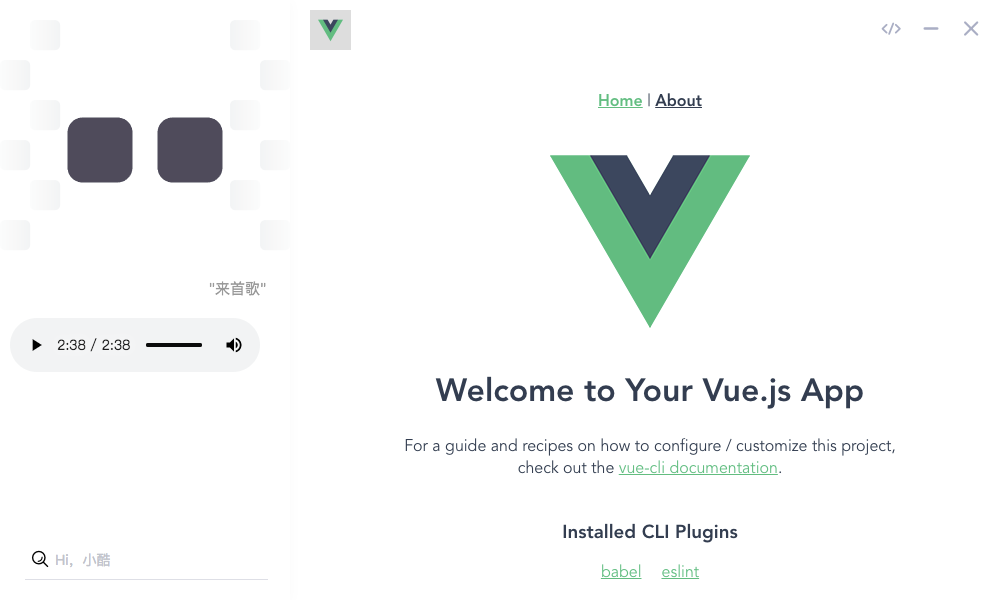 "来首歌"
2:38 / 2:38
Hi，小酷
Home | About
Welcome to Your Vue.js App
For a guide and recipes on how to configure / customize this project,
check out the vue-cli documentation.
Installed CLI Plugins
babel eslint